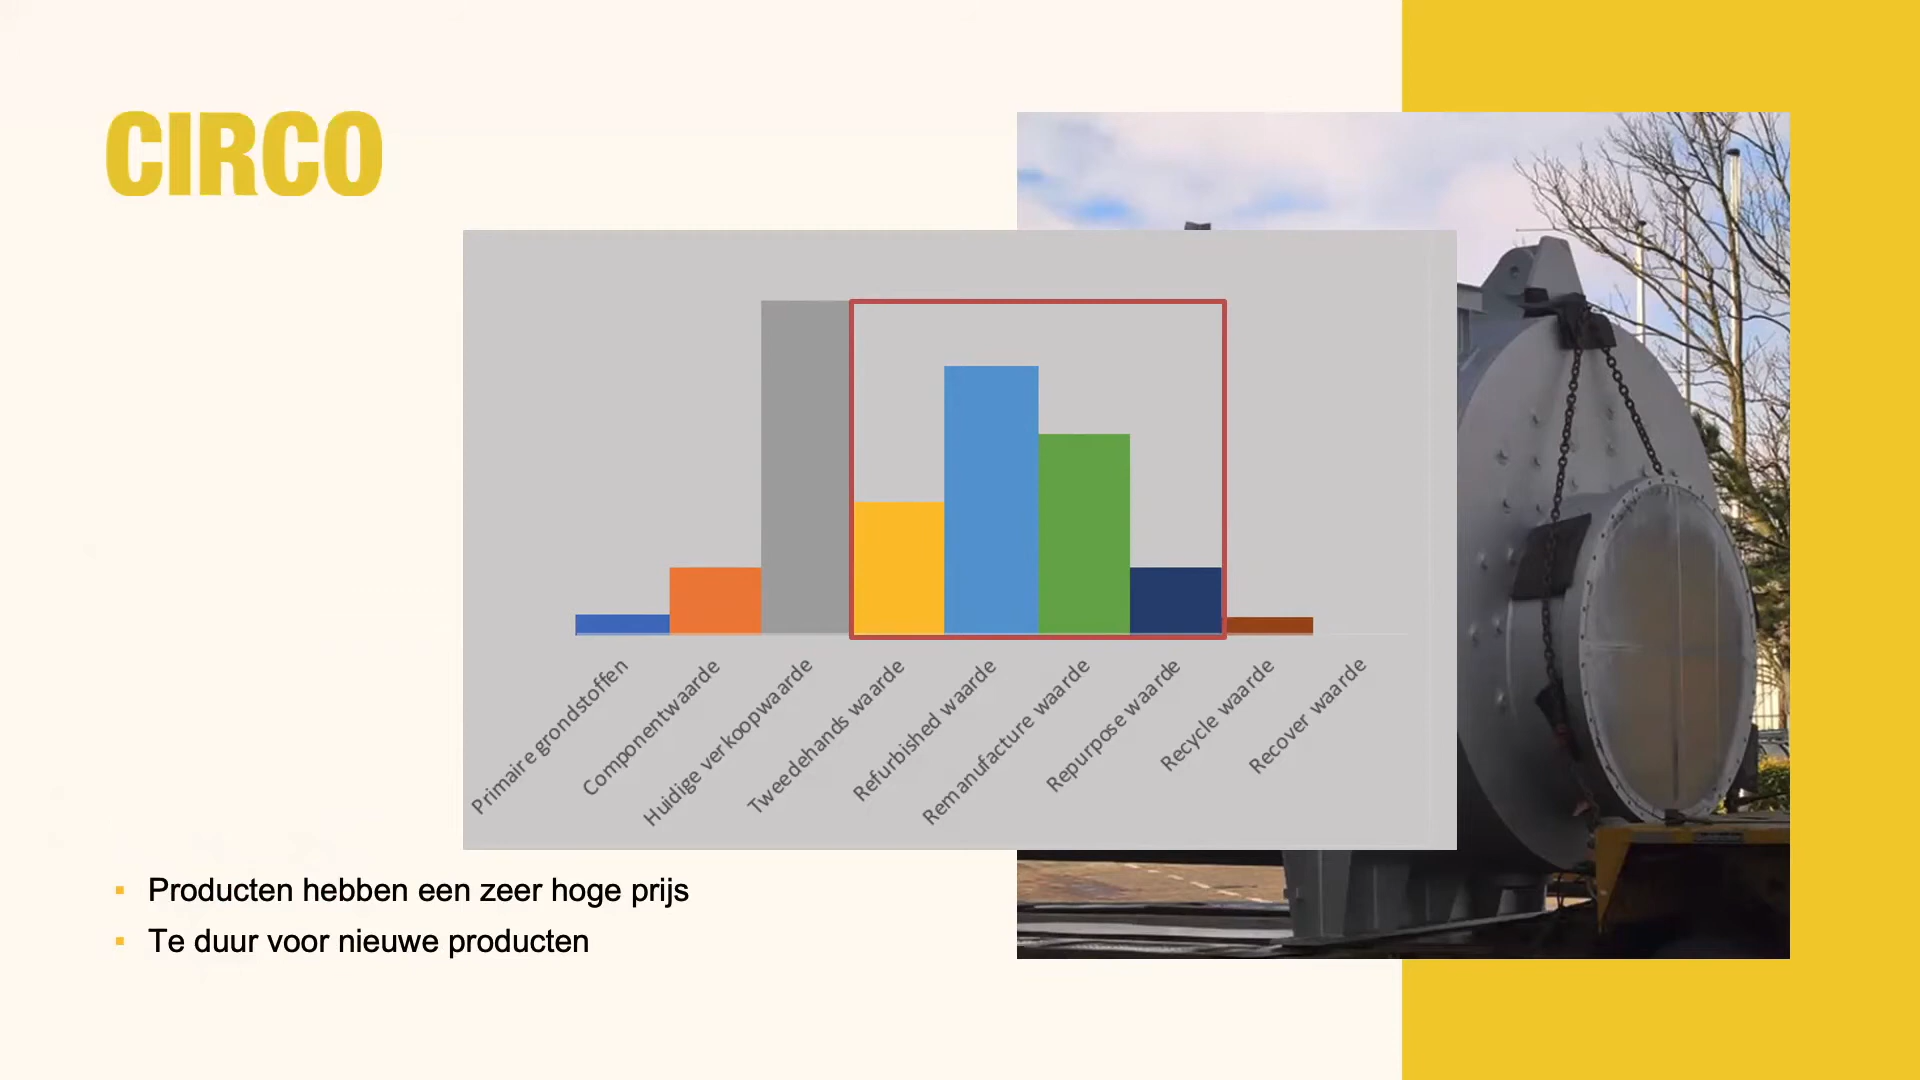 CIRCO
Primaire grondstoffen
Componentwaarde
Huidige verkoopwaarde
Tweedehands waarde
Refurbished waarde
Remanufacture waarde
Repurpose waarde
Recycle waarde
Recover waarde
Producten hebben een zeer hoge prijs
Te duur voor nieuwe producten